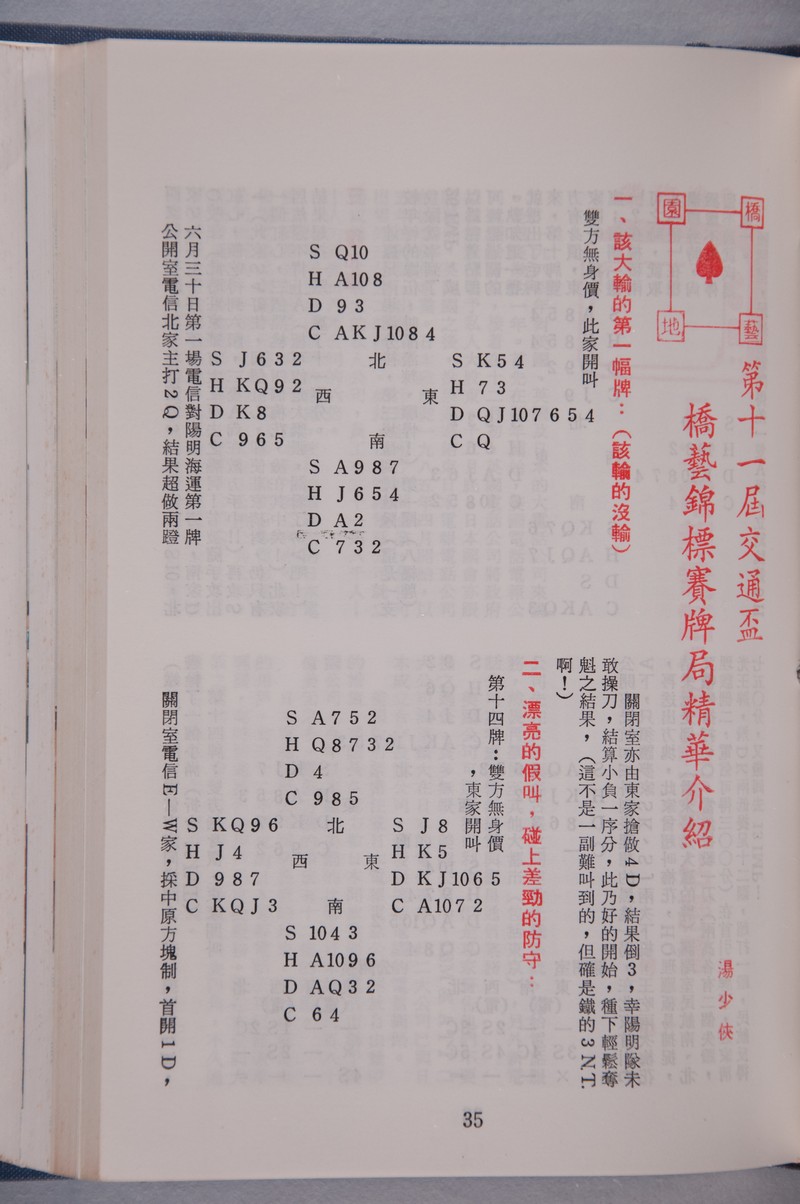 橋藝
園地
第十一屆交通盃
橋藝錦標賽牌局精華介紹
湯少俠
一、該大輸的第一幅牌：（該輸的沒輸）
雙方無身價，此家開叫
S Q10
H A108
D 9 3
C AKJ1084
北
S J632
H KQ92
D K8
C 965
西
東
S K54
H 73
D QJ107654
C Q
南
S A987
H J654
D A2
C 732
六月三十日第一場電信對陽明海運第一牌
公開室電信北家主打2Q，結果超做兩蹬
關閉室亦由東家搶做4D，結果倒3，幸陽明隊未
敢操刀，結算小負一序分，此乃好的開始，種下輕鬆奪
魁之結果，（這不是一副難叫到的，但確是鐵的3N.T.
啊！）
二、漂亮的假叫，碰上差勁的防守：
第十四牌：雙方無身價
，東家開叫
S A752
H Q8732
D 4
C 985
北
S KQ96
H J4
D 987
C KQJ3
西
東
S J8
H K5
D KJ1065
C A1072
南
S 1043
H A1096
D AQ32
C 64
關閉室電信E—W家，採中原方塊制，首開1D，
35